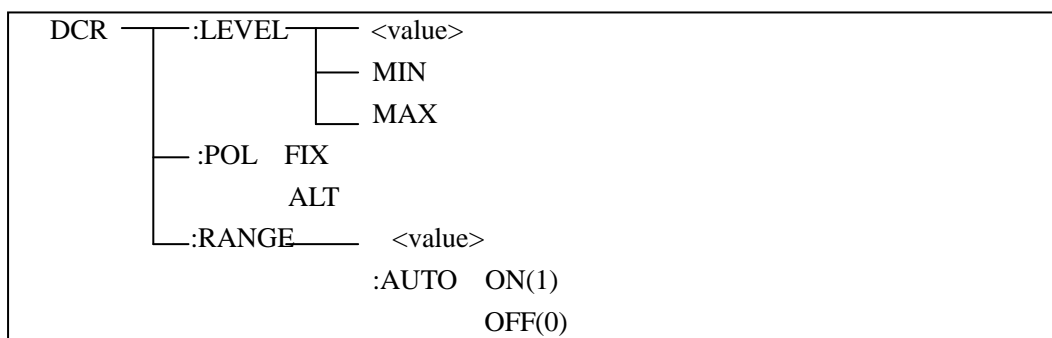 DCR :LEVEL <value>
MIN
MAX
:POL FIX
ALT
:RANGE <value>
:AUTO ON(1)
OFF(0)